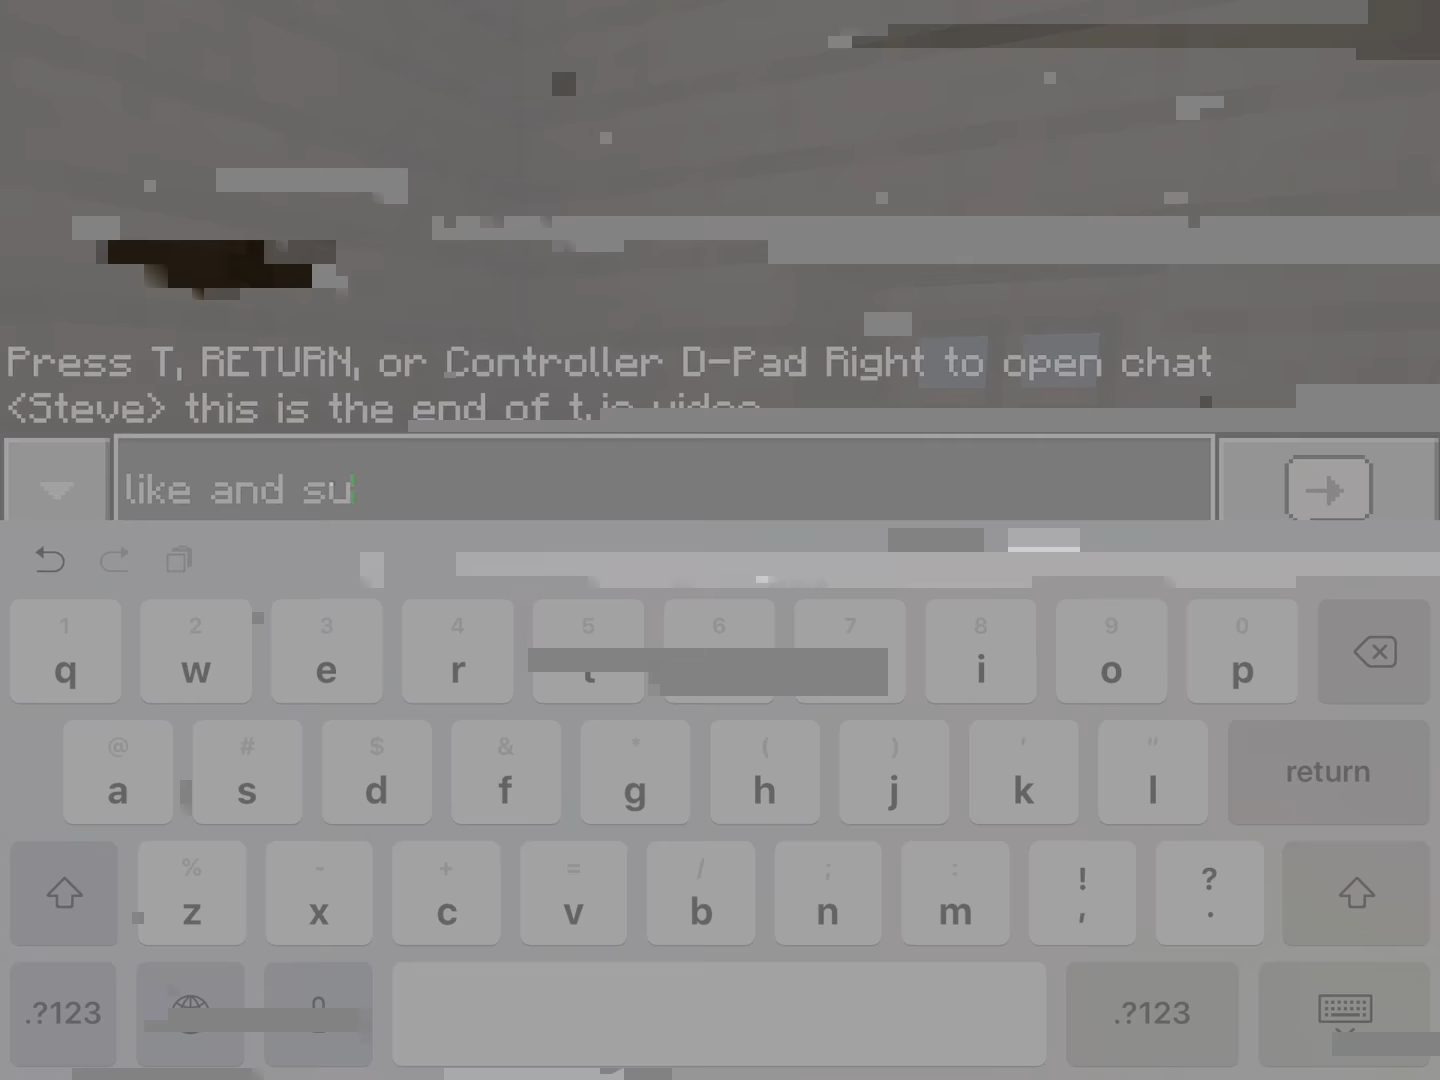 Press T, RETURN, or Controller D-Pad Right to open chat
<Steve> this is the end of video
like and su
1 2 3 4 5 6 7 8 9 0
q w e r t i o p
@ # $ & * ( ) ' "
a s d f g h j k l return
% - + = / ; : ! ?
z x c v b n m , .
.?123 .?123